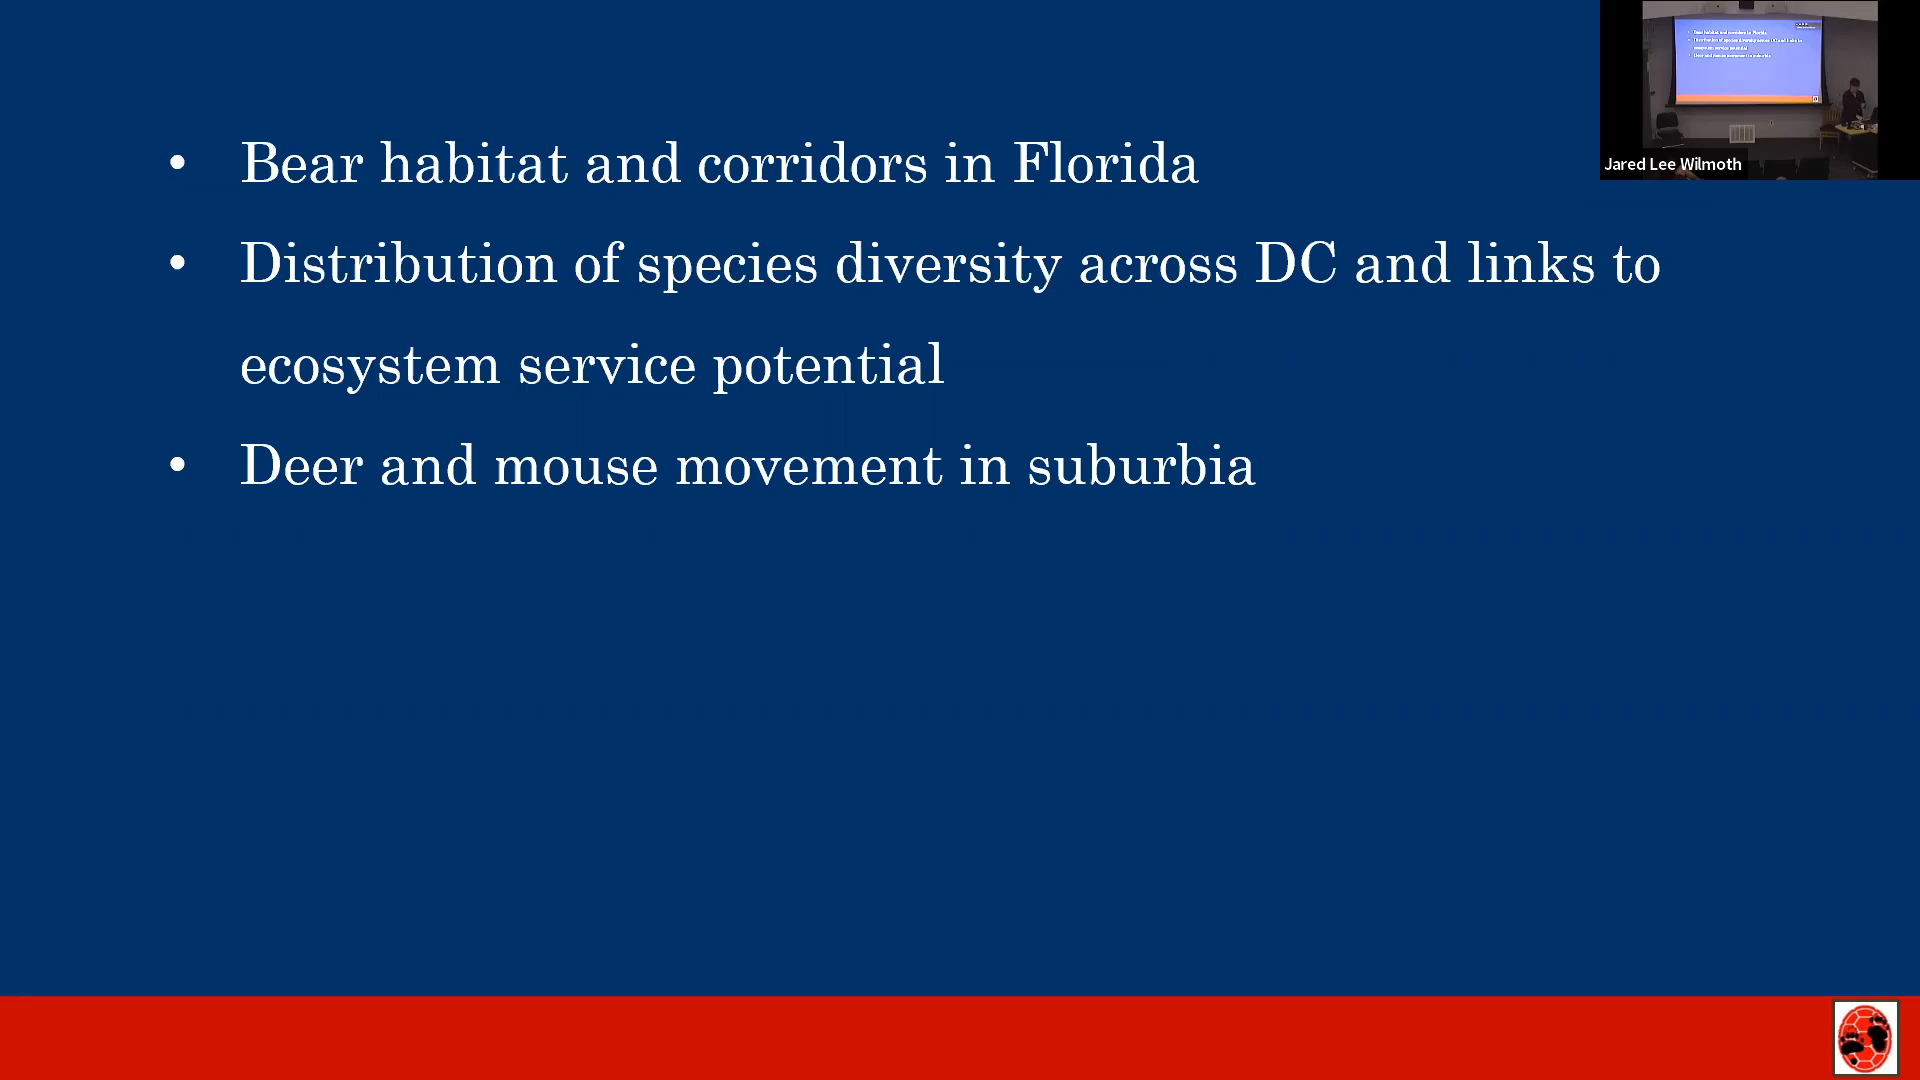 • Bear habitat and corridors in Florida
• Distribution of species diversity across DC and links to
ecosystem service potential
• Deer and mouse movement in suburbia
Jared Lee Wilmoth